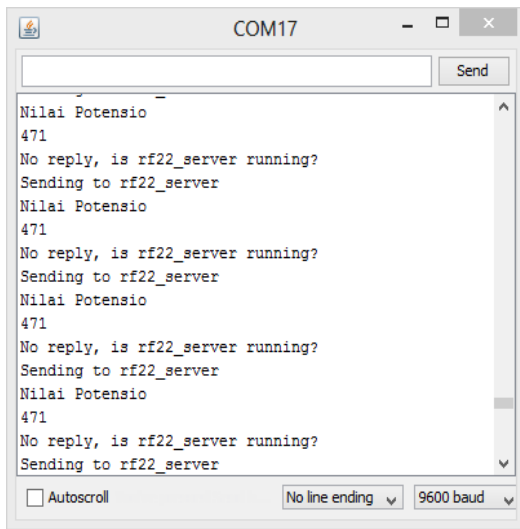 COM17
Send
Nilai Potensio
471
No reply, is rf22_server running?
Sending to rf22_server
Nilai Potensio
471
No reply, is rf22_server running?
Sending to rf22_server
Nilai Potensio
471
No reply, is rf22_server running?
Sending to rf22_server
Nilai Potensio
471
No reply, is rf22_server running?
Sending to rf22_server
Autoscroll No line ending 9600 baud